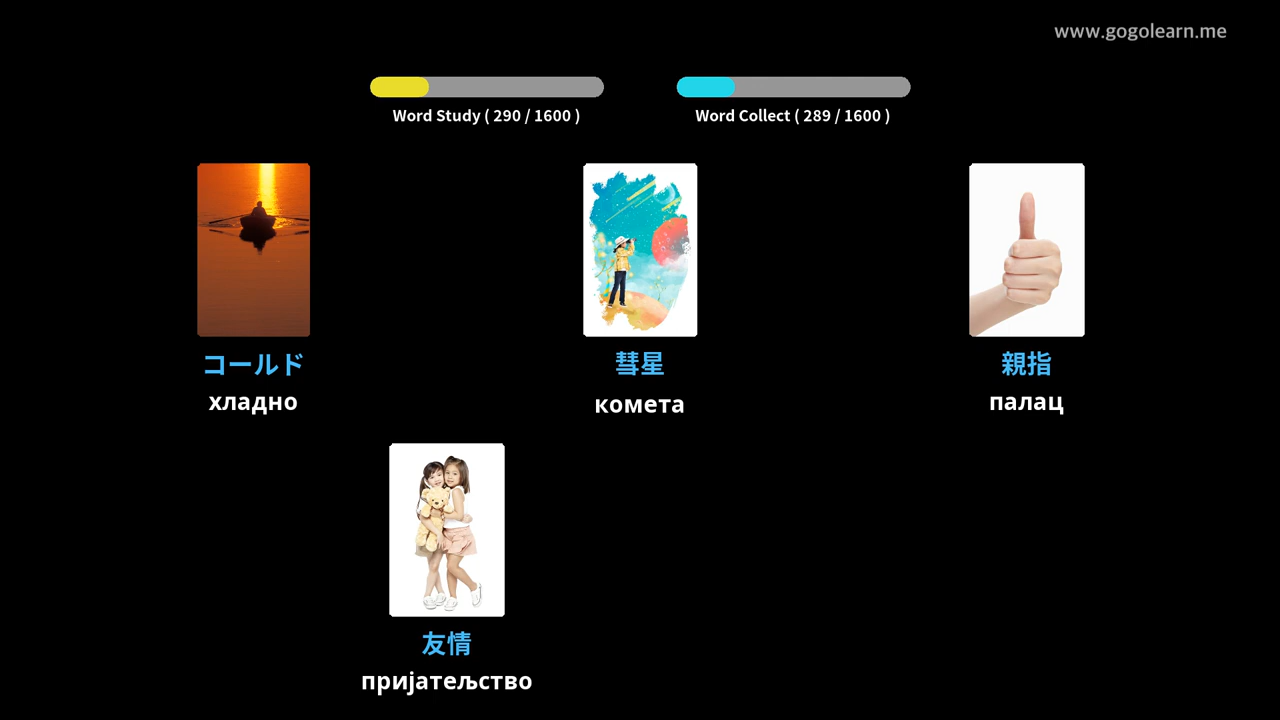 www.gogolearn.me
Word Study ( 290 / 1600 )
Word Collect ( 289 / 1600 )
コールド
хладно
彗星
комета
親指
палац
友情
пријатељство